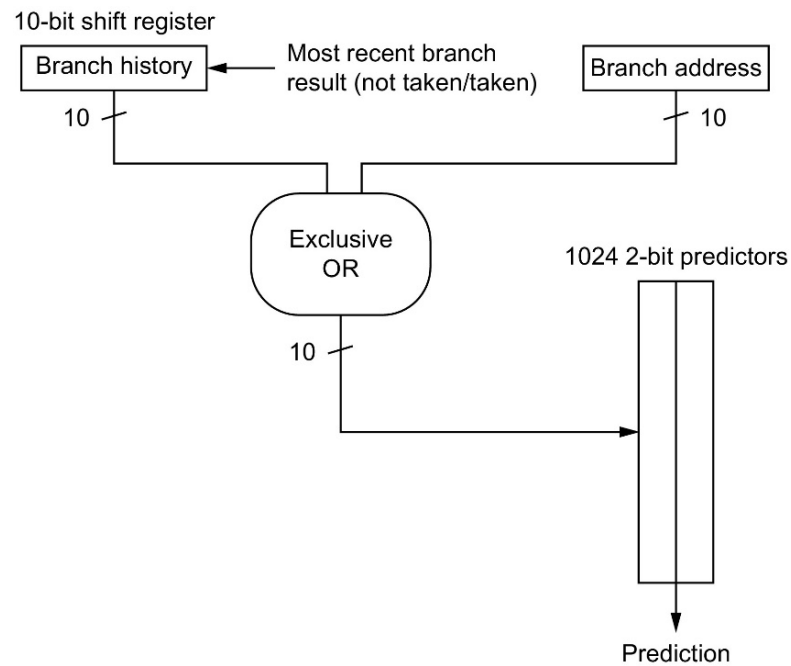 10-bit shift register
Branch history
Most recent branch
result (not taken/taken)
Branch address
10
10
Exclusive
OR
1024 2-bit predictors
10
Prediction